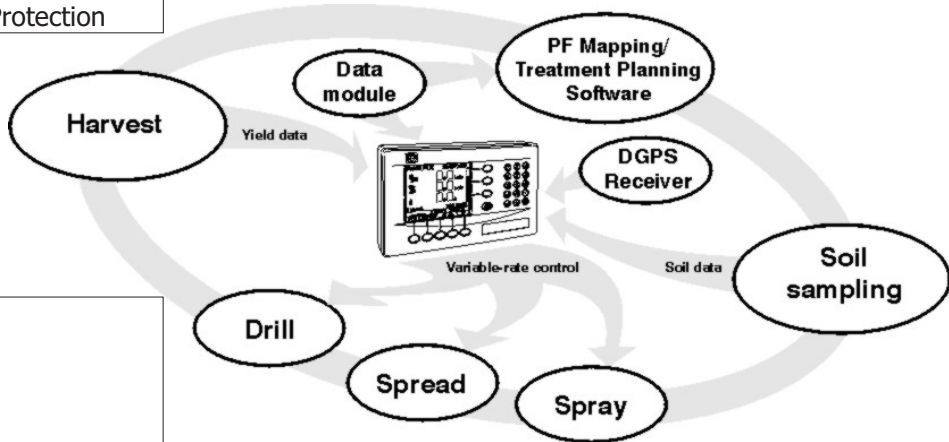 Protection
PF Mapping/
Treatment Planning
Software
Data
module
Harvest
Yield data
DGPS
Receiver
Variable-rate control
Soil data
Soil
sampling
Drill
Spread
Spray